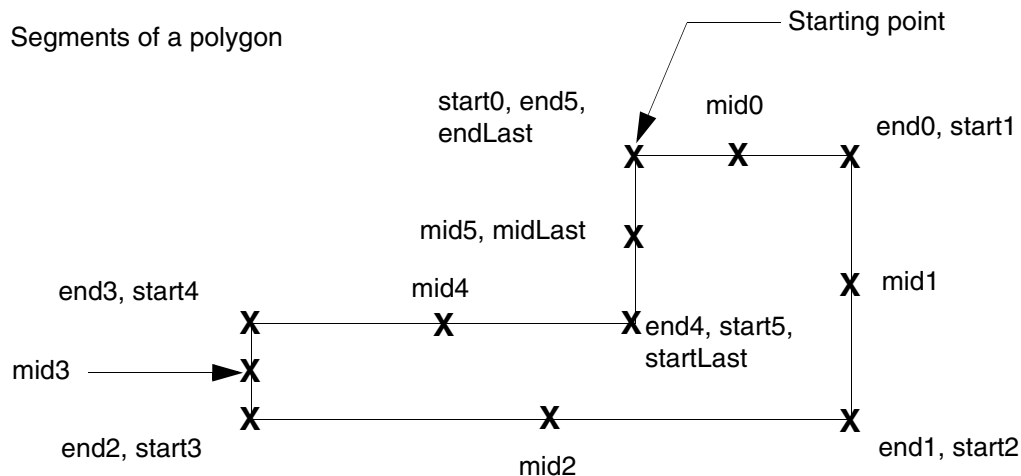 Segments of a polygon
Starting point
start0, end5,
endLast
mid0
end0, start1
mid5, midLast
mid1
end3, start4
mid4
end4, start5,
startLast
mid3
end2, start3
mid2
end1, start2